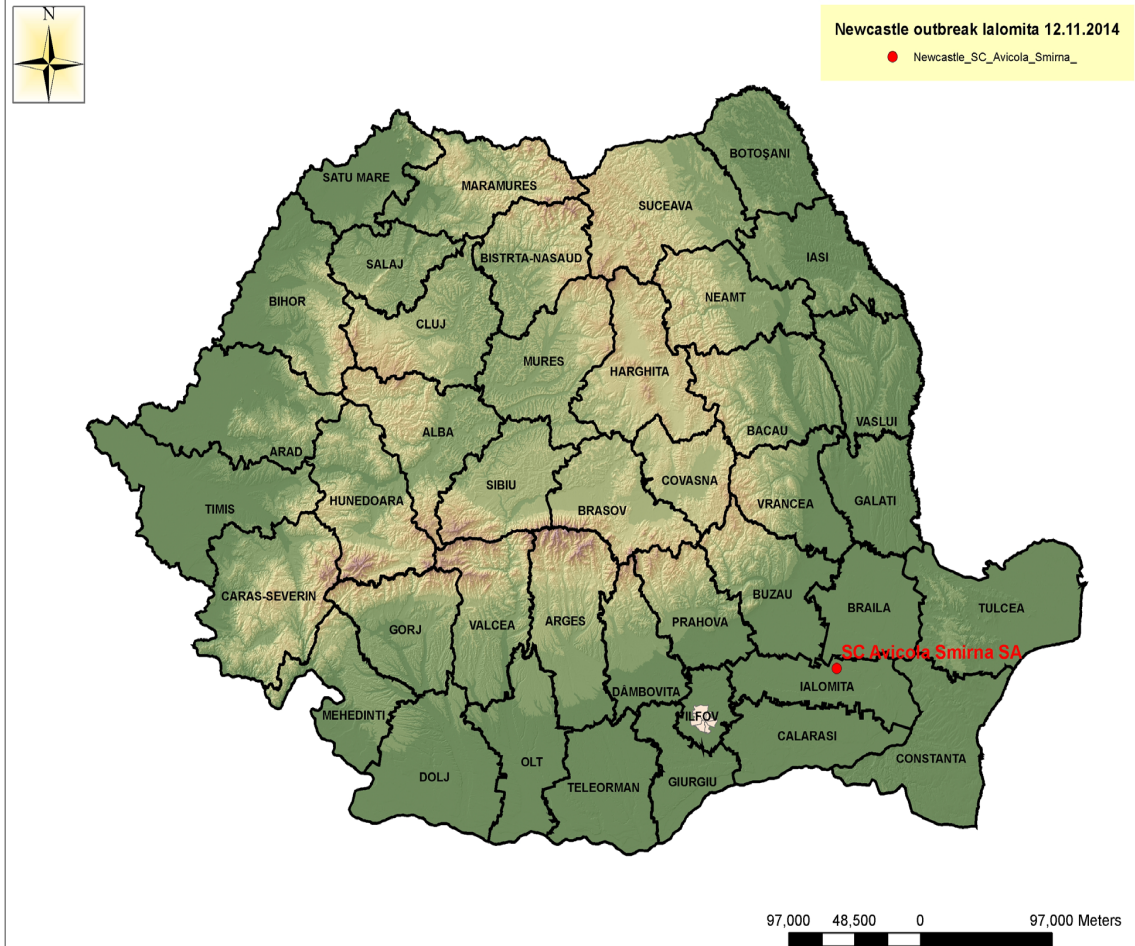 N
Newcastle outbreak Ialomita 12.11.2014
Newcastle_SC_Avicola_Smirna_
BOTOŞANI
SATU MARE
MARAMURES
SUCEAVA
IASI
BISTRTA-NASAUD
SALAJ
NEAMT
BIHOR
CLUJ
MURES
HARGHITA
VASLUI
BACAU
ALBA
ARAD
COVASNA
SIBIU
HUNEDOARA
VRANCEA
GALATI
TIMIS
BRASOV
CARAS-SEVERIN
BUZAU
BRAILA
TULCEA
GORJ
VALCEA
ARGES
PRAHOVA
SC Avicola Smirna SA
IALOMITA
DÂMBOVITA
MEHEDINTI
ILFOV
CALARASI
CONSTANTA
OLT
DOLJ
TELEORMAN
GIURGIU
97,000 48,500 0 97,000 Meters